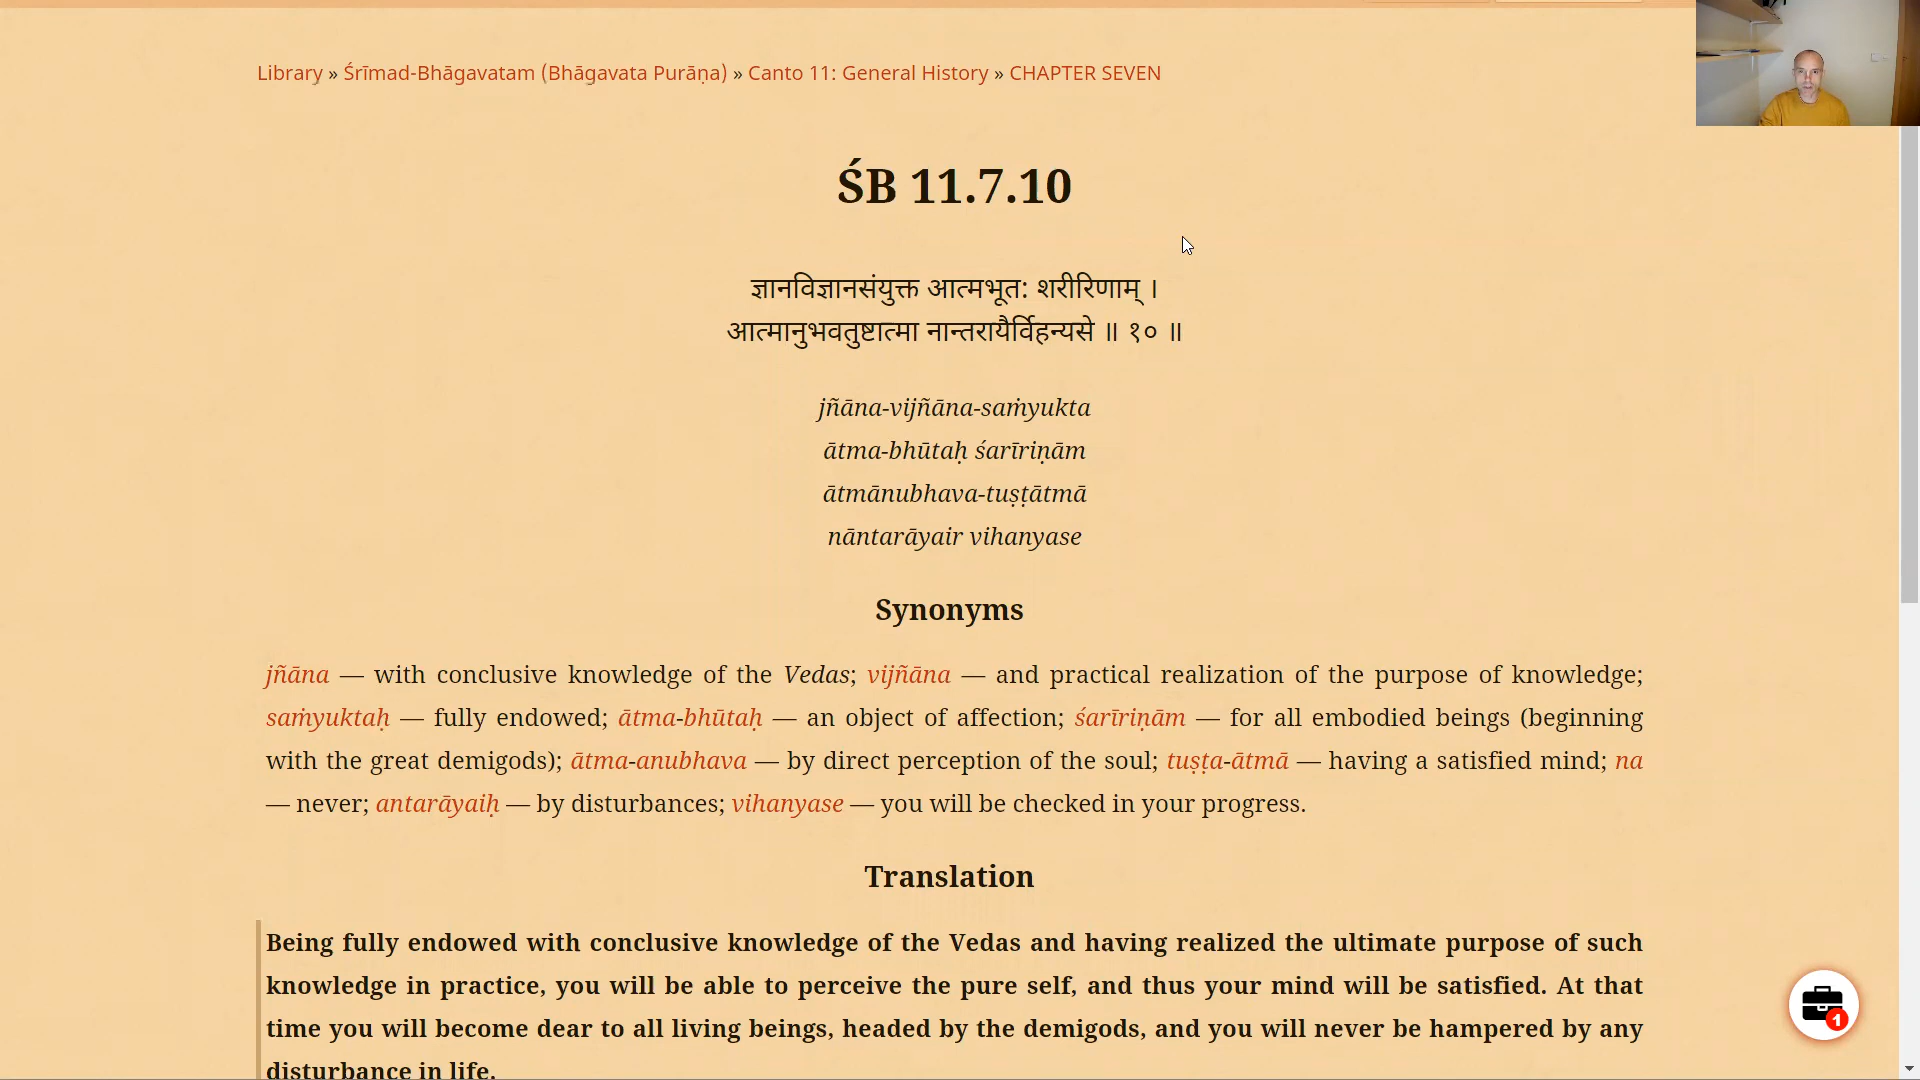 Library » Śrīmad-Bhāgavatam (Bhāgavata Purāṇa) » Canto 11: General History » CHAPTER SEVEN
ŚB 11.7.10
ज्ञानविज्ञानसंयुक्त आत्मभूत: शरीरिणाम् ।
आत्मानुभवतुष्टात्मा नान्तरायैर्विहन्यसे ॥ १० ॥
jñāna-vijñāna-saṁyukta
ātma-bhūtaḥ śarīriṇām
ātmānubhava-tuṣṭātmā
nāntarāyair vihanyase
Synonyms
jñāna — with conclusive knowledge of the Vedas; vijñāna — and practical realization of the purpose of knowledge;
saṁyuktaḥ — fully endowed; ātma-bhūtaḥ — an object of affection; śarīriṇām — for all embodied beings (beginning
with the great demigods); ātma-anubhava — by direct perception of the soul; tuṣṭa-ātmā — having a satisfied mind; na
— never; antarāyaiḥ — by disturbances; vihanyase — you will be checked in your progress.
Translation
Being fully endowed with conclusive knowledge of the Vedas and having realized the ultimate purpose of such
knowledge in practice, you will be able to perceive the pure self, and thus your mind will be satisfied. At that
time you will become dear to all living beings, headed by the demigods, and you will never be hampered by any
disturbance in life.
1